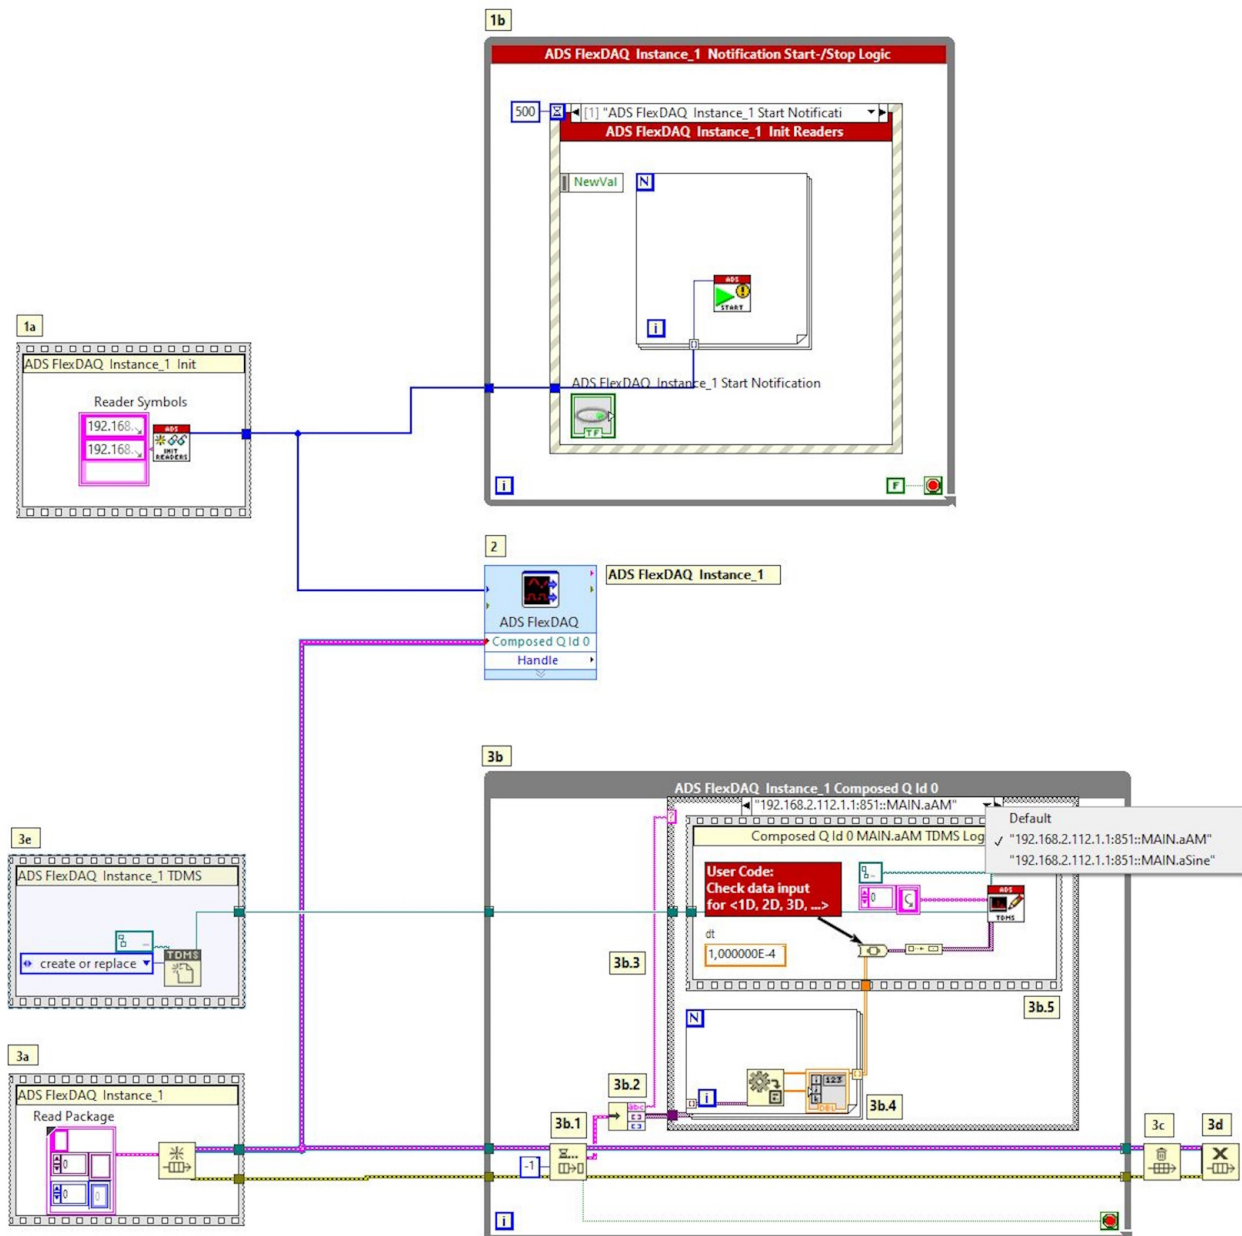 1b
ADS FlexDAQ Instance_1 Notification Start-/Stop Logic
500
[1] "ADS FlexDAQ Instance_1 Start Notificati
ADS FlexDAQ Instance_1 Init Readers
NewVal
N
ADS
START
i
ADS FlexDAQ Instance_1 Start Notification
TF
i
F
1a
ADS FlexDAQ Instance_1 Init
Reader Symbols
192.168.
192.168.
ADS
INIT
READERS
2
ADS FlexDAQ Instance_1
ADS FlexDAQ
Composed Q Id 0
Handle
3b
ADS FlexDAQ Instance_1 Composed Q Id 0
"192.168.2.112.1.1:851::MAIN.aAM"
Default
"192.168.2.112.1.1:851::MAIN.aAM"
"192.168.2.112.1.1:851::MAIN.aSine"
Composed Q Id 0 MAIN.aAM TDMS Log
User Code:
Check data input
for <1D, 2D, 3D, ...>
0
ADS
TDMS
dt
1,000000E-4
3b.3
3b.5
3e
ADS FlexDAQ Instance_1 TDMS
create or replace
TDMS
N
i
123
DBL
3b.4
3b.2
abc
3b.1
-1
3a
ADS FlexDAQ Instance_1
Read Package
0
0
0
3c
3d
i